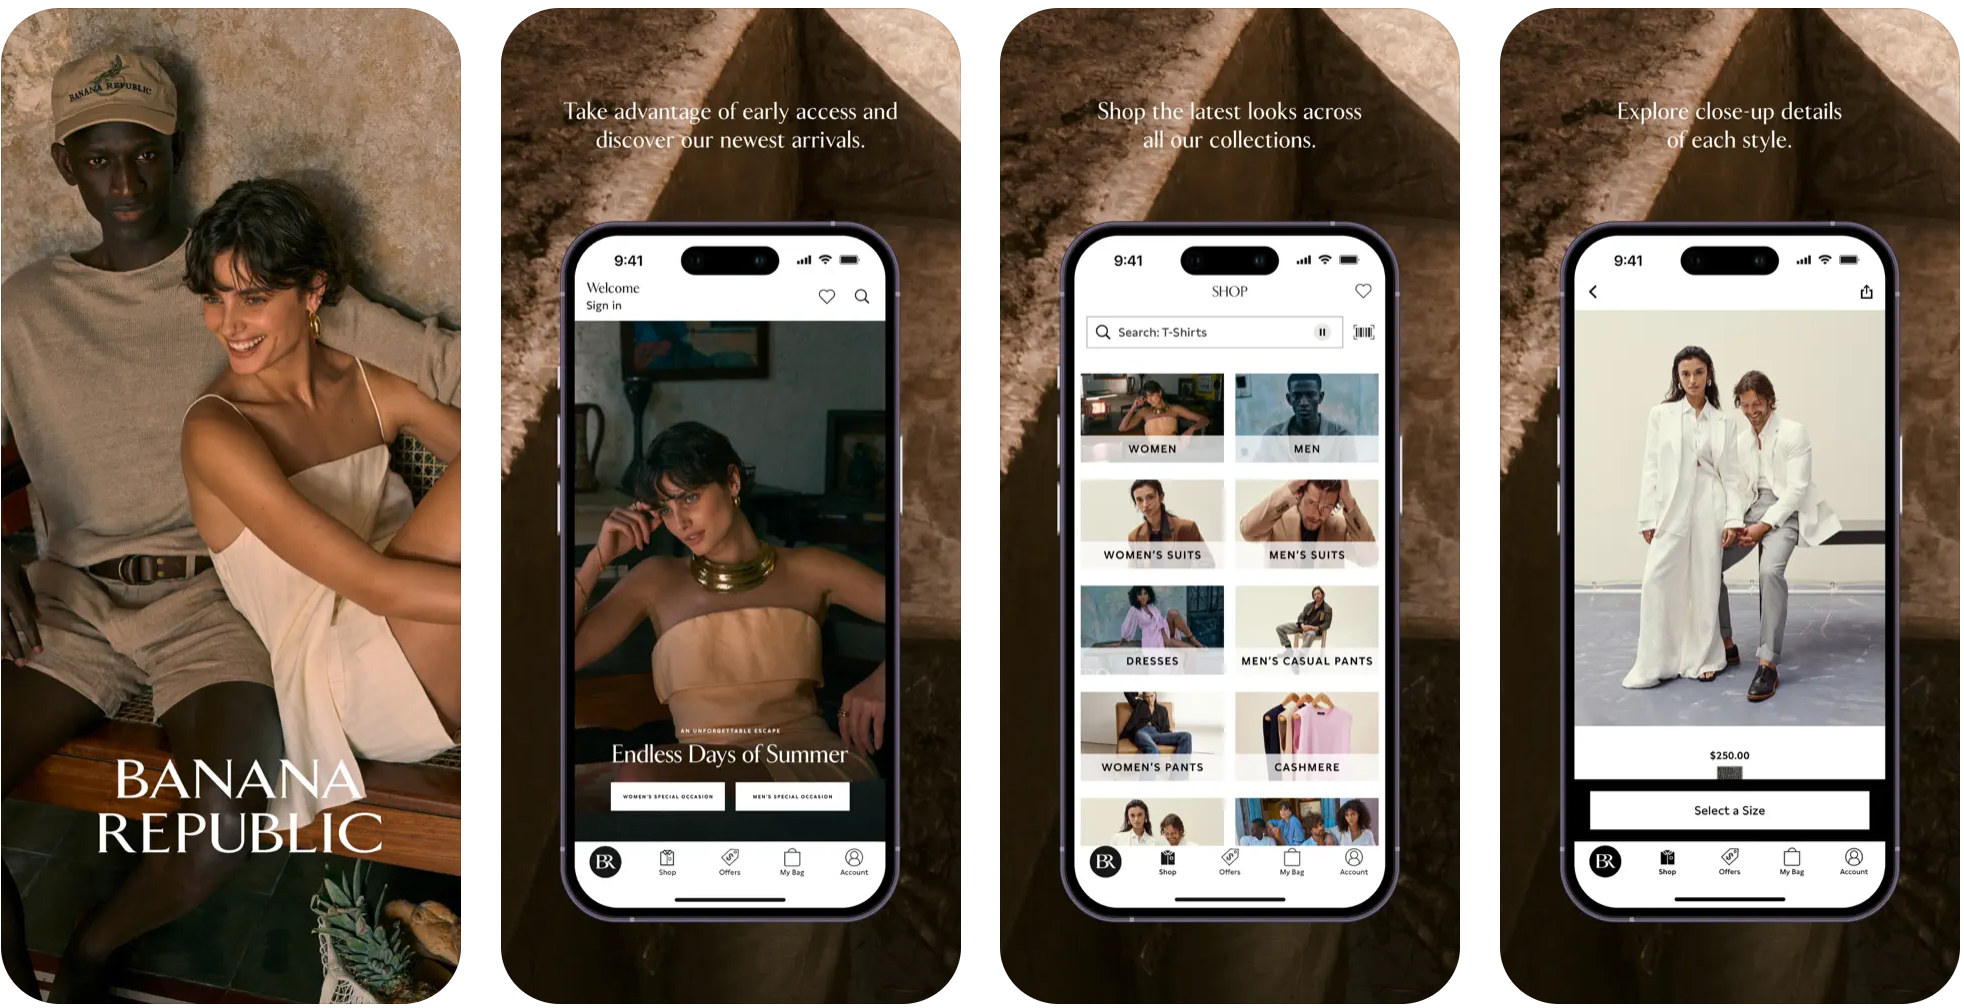 BANANA REPUBLIC
BANANA
REPUBLIC
Take advantage of early access and
discover our newest arrivals.
9:41
Welcome
Sign in
AN UNFORGETTABLE ESCAPE
Endless Days of Summer
WOMEN'S SPECIAL OCCASION
MEN'S SPECIAL OCCASION
BR
Shop
Offers
My Bag
Account
Shop the latest looks across
all our collections.
9:41
SHOP
Search: T-Shirts
WOMEN
MEN
WOMEN'S SUITS
MEN'S SUITS
DRESSES
MEN'S CASUAL PANTS
WOMEN'S PANTS
CASHMERE
BR
Shop
Offers
My Bag
Account
Explore close-up details
of each style.
9:41
$250.00
Select a Size
BR
Shop
Offers
My Bag
Account